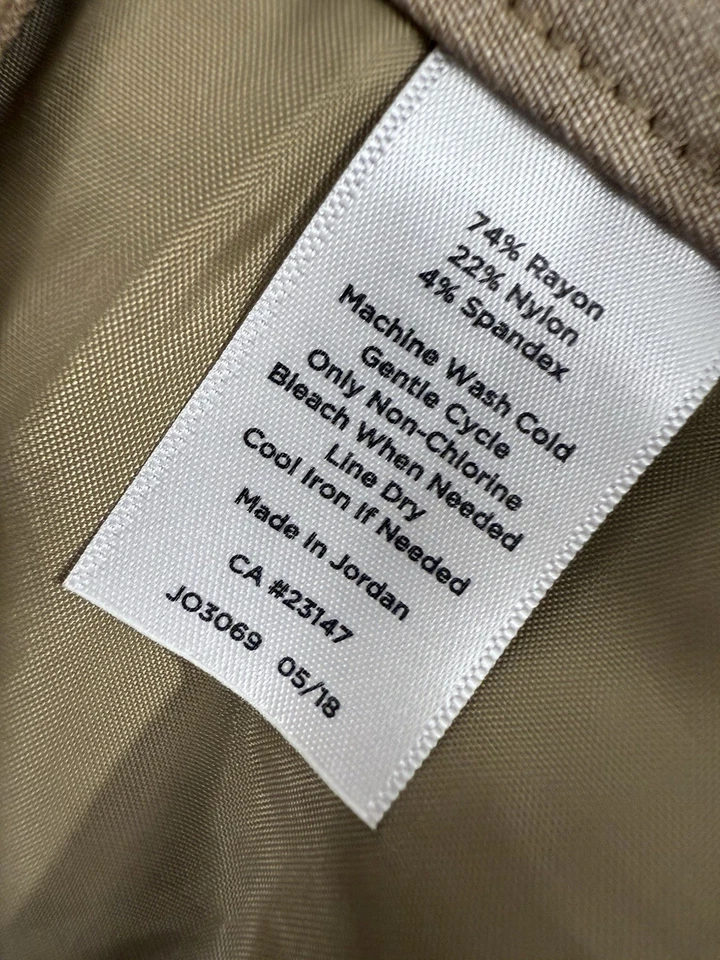 74% Rayon
22% Nylon
4% Spandex
Machine Wash Cold
Gentle Cycle
Only Non-Chlorine
Bleach When Needed
Line Dry
Cool Iron If Needed
Made In Jordan
CA #23147
JO3069 05/18